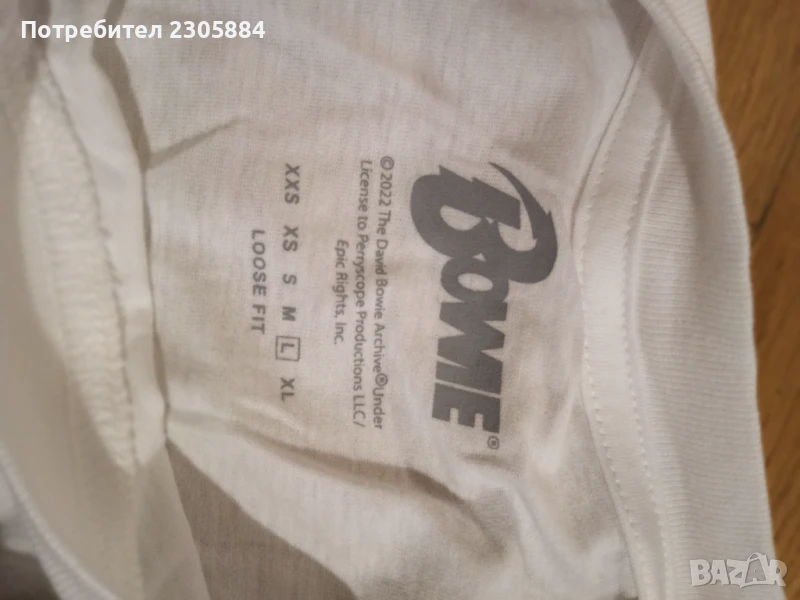 Потребител 2305884
BOWIE®
© 2022 The David Bowie Archive® Under
License to Perryscope Productions LLC/
Epic Rights, Inc.
XXS XS S M L XL
LOOSE FIT
BAZAR